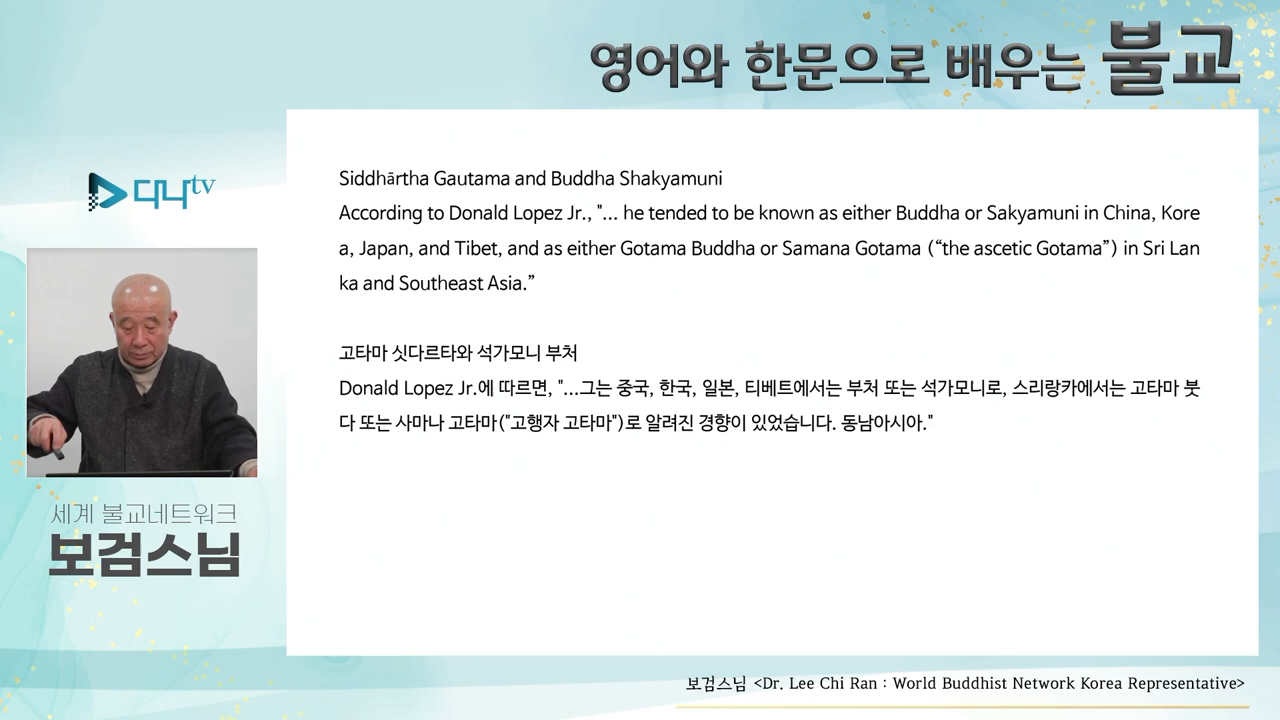 영어와 한문으로 배우는 불교
디나tv
Siddhārtha Gautama and Buddha Shakyamuni
According to Donald Lopez Jr., "... he tended to be known as either Buddha or Sakyamuni in China, Kore
a, Japan, and Tibet, and as either Gotama Buddha or Samana Gotama (“the ascetic Gotama”) in Sri Lan
ka and Southeast Asia.”
고타마 싯다르타와 석가모니 부처
Donald Lopez Jr.에 따르면, "...그는 중국, 한국, 일본, 티베트에서는 부처 또는 석가모니로, 스리랑카에서는 고타마 붓
다 또는 사마나 고타마("고행자 고타마")로 알려진 경향이 있었습니다. 동남아시아."
세계 불교네트워크
보검스님
보검스님 <Dr. Lee Chi Ran : World Buddhist Network Korea Representative>